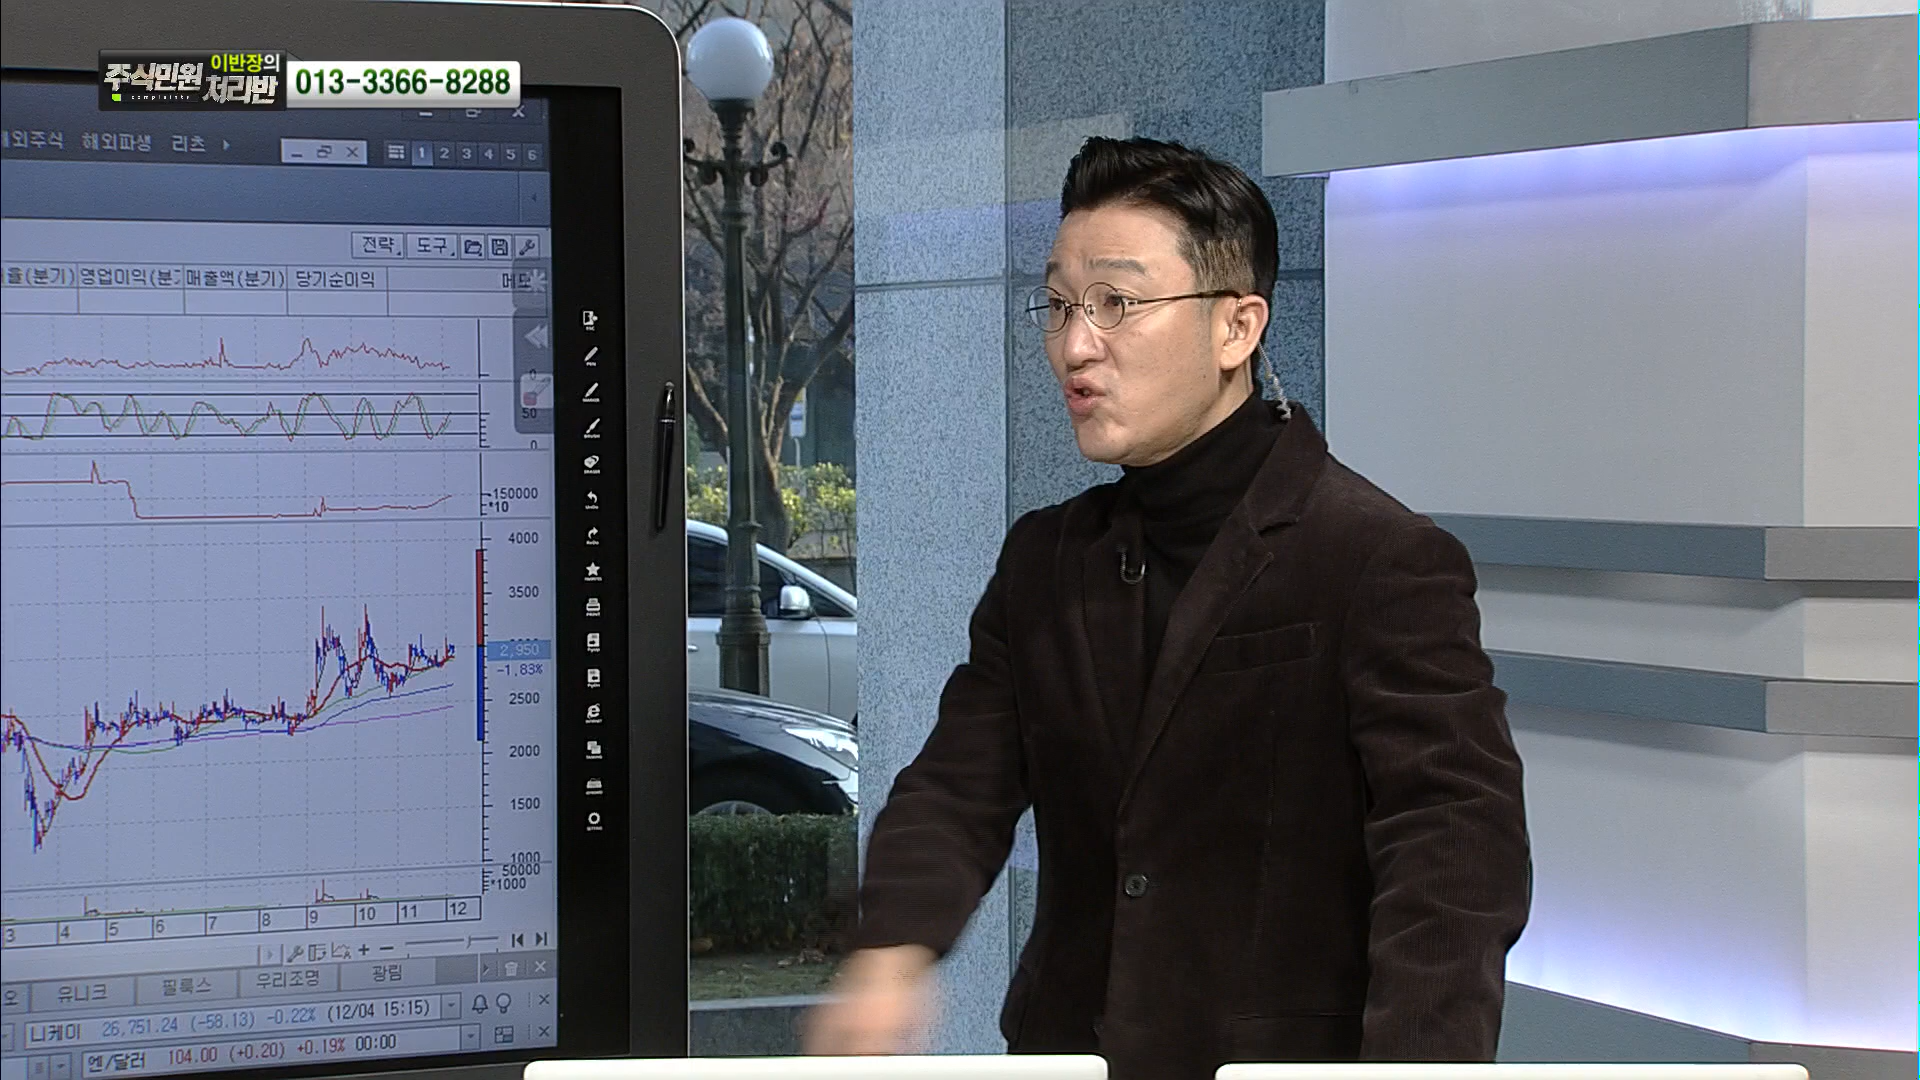 이반장의
주식민원 처리반
complaints
013-3366-8288
해외주식 해외파생 리츠
1 2 3 4 5 6
전략 도구
율(분기) 영업이익(분기 매출액(분기) 당기순이익 메모
0
50
0
150000
*10
4000
3500
2,950
-1,83%
2500
2000
1500
1000
50000
*1000
3 4 5 6 7 8 9 10 11 12
오 유니크 필룩스 우리조명 광림
니케이 26,751.24 (-58.13) -0.22% (12/04 15:15)
엔/달러 104.00 (+0.20) +0.19% 00:00